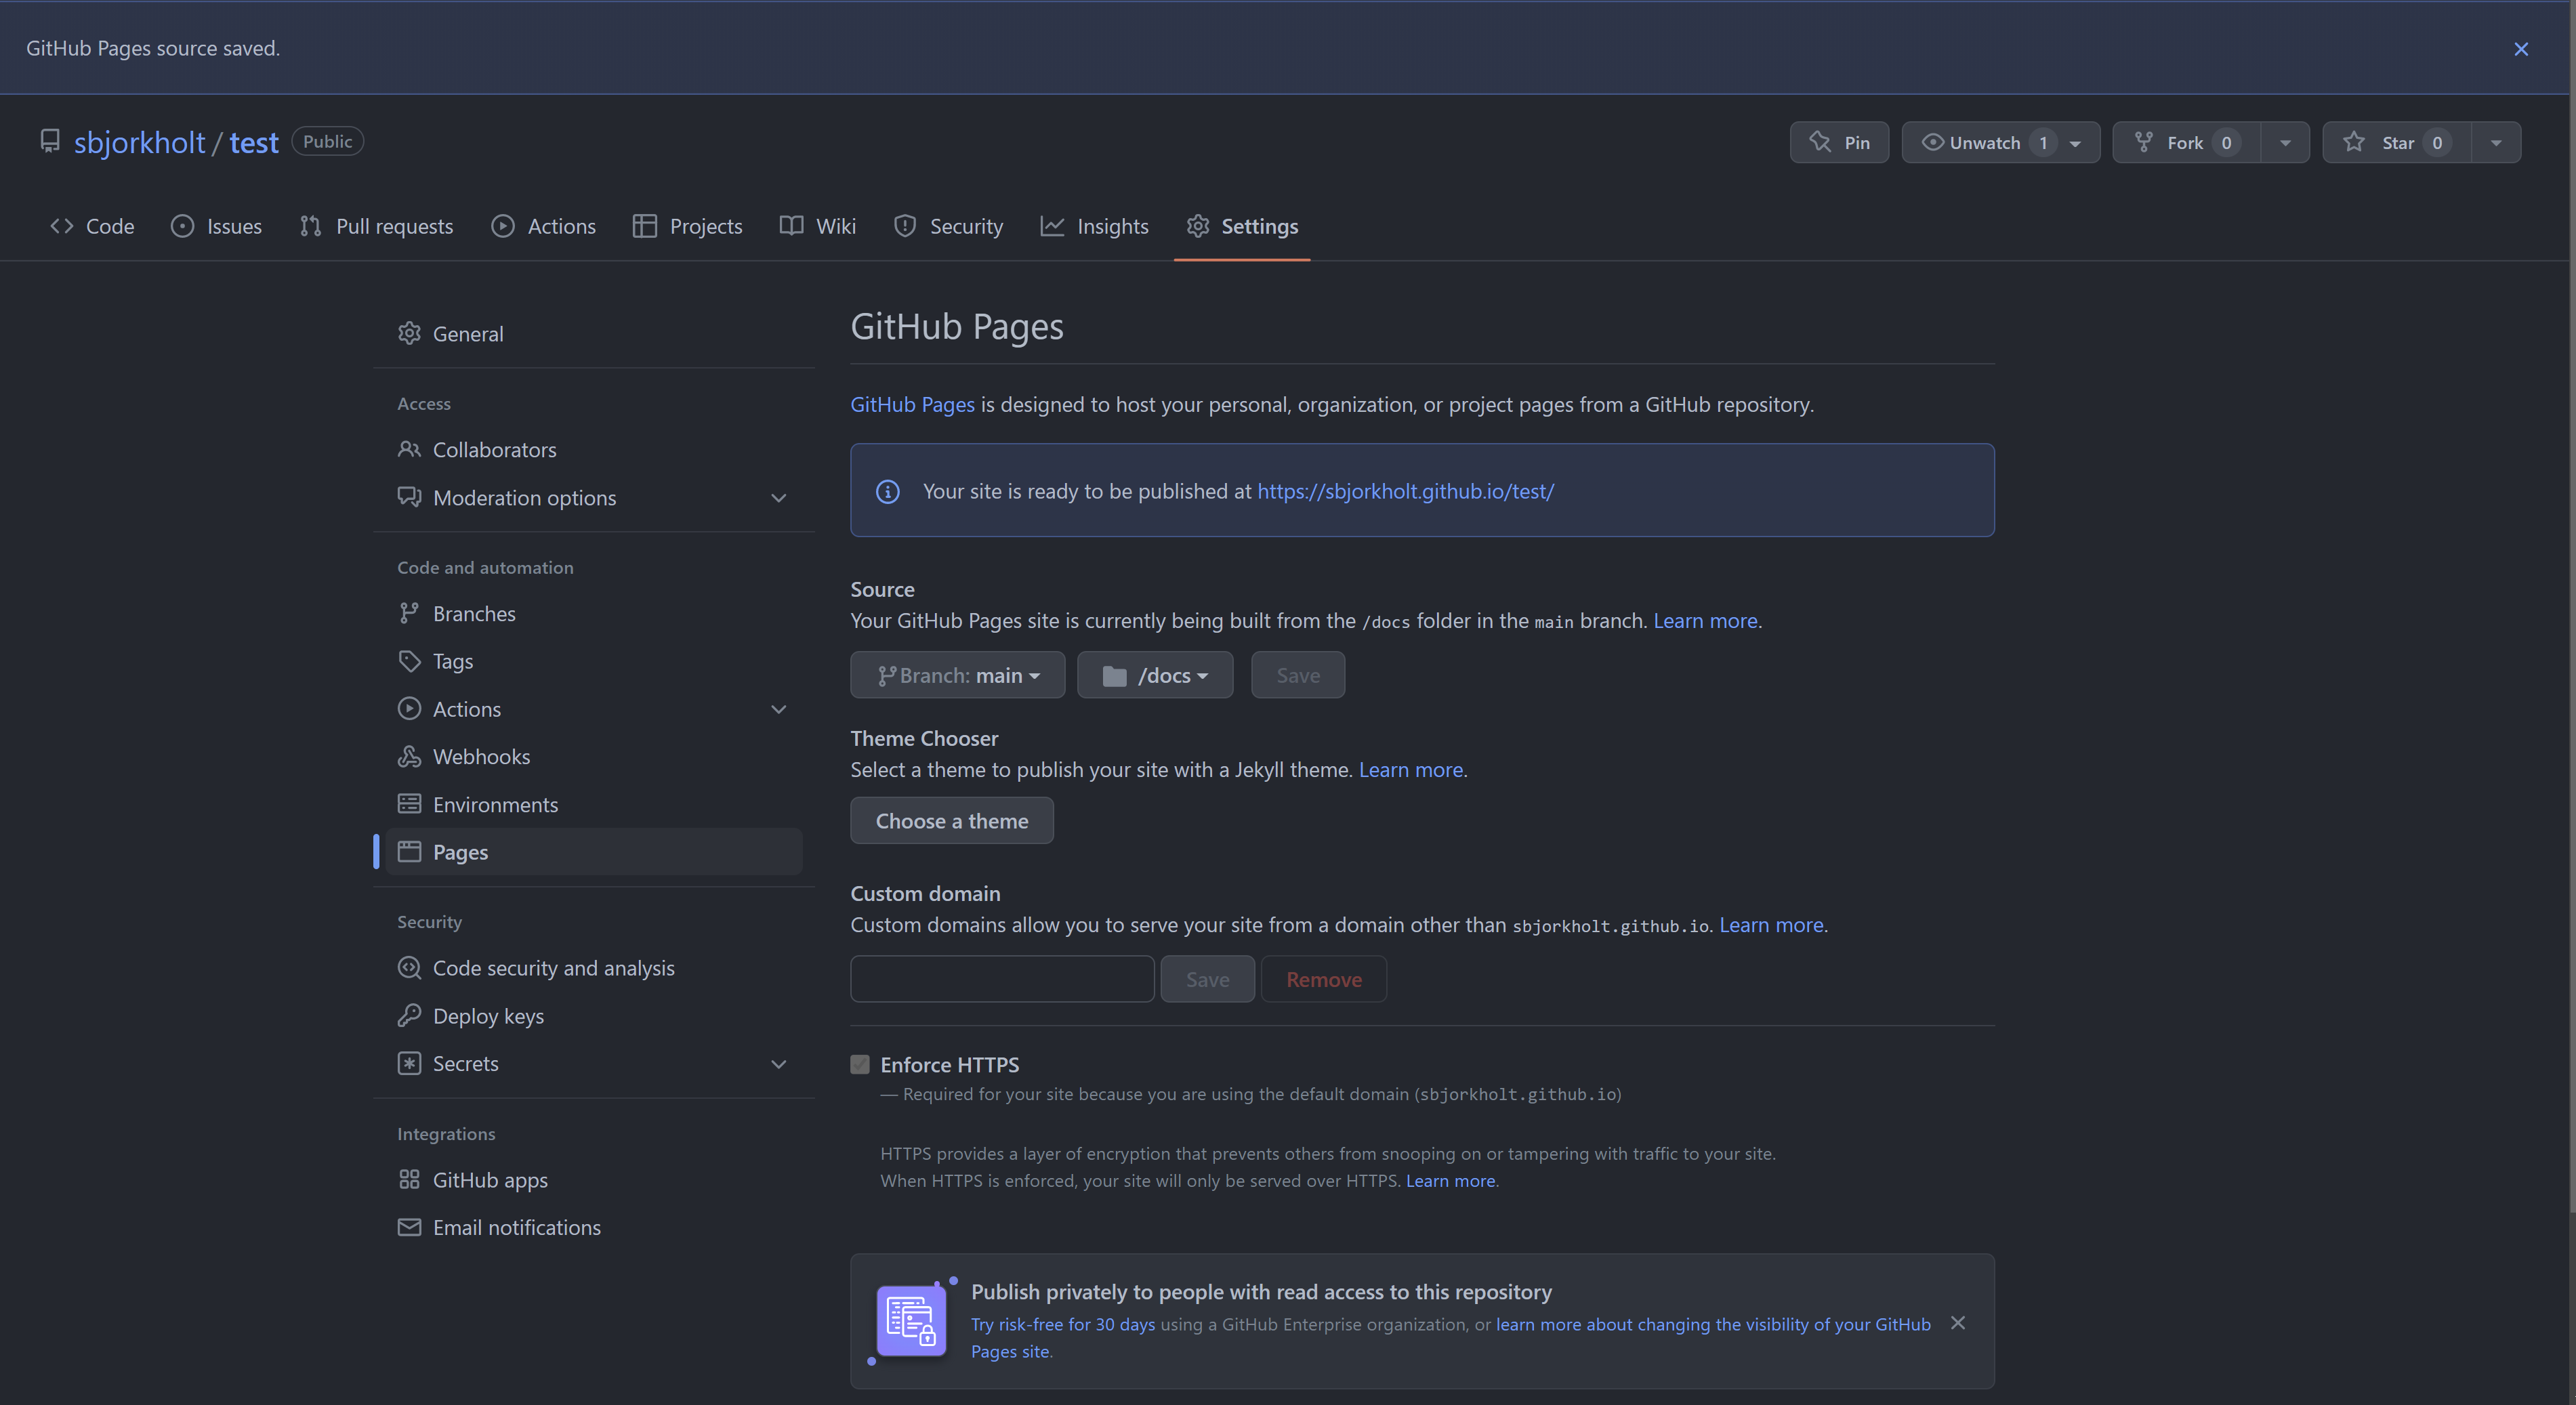 GitHub Pages source saved.
sbjorkholt / test Public
Pin
Unwatch 1
Fork 0
Star 0
Code
Issues
Pull requests
Actions
Projects
Wiki
Security
Insights
Settings
General
Access
Collaborators
Moderation options
Code and automation
Branches
Tags
Actions
Webhooks
Environments
Pages
Security
Code security and analysis
Deploy keys
Secrets
Integrations
GitHub apps
Email notifications
GitHub Pages
GitHub Pages is designed to host your personal, organization, or project pages from a GitHub repository.
Your site is ready to be published at https://sbjorkholt.github.io/test/
Source
Your GitHub Pages site is currently being built from the /docs folder in the main branch. Learn more.
Branch: main
/docs
Save
Theme Chooser
Select a theme to publish your site with a Jekyll theme. Learn more.
Choose a theme
Custom domain
Custom domains allow you to serve your site from a domain other than sbjorkholt.github.io. Learn more.
Save
Remove
Enforce HTTPS
— Required for your site because you are using the default domain (sbjorkholt.github.io)
HTTPS provides a layer of encryption that prevents others from snooping on or tampering with traffic to your site.
When HTTPS is enforced, your site will only be served over HTTPS. Learn more.
Publish privately to people with read access to this repository
Try risk-free for 30 days using a GitHub Enterprise organization, or learn more about changing the visibility of your GitHub
Pages site.